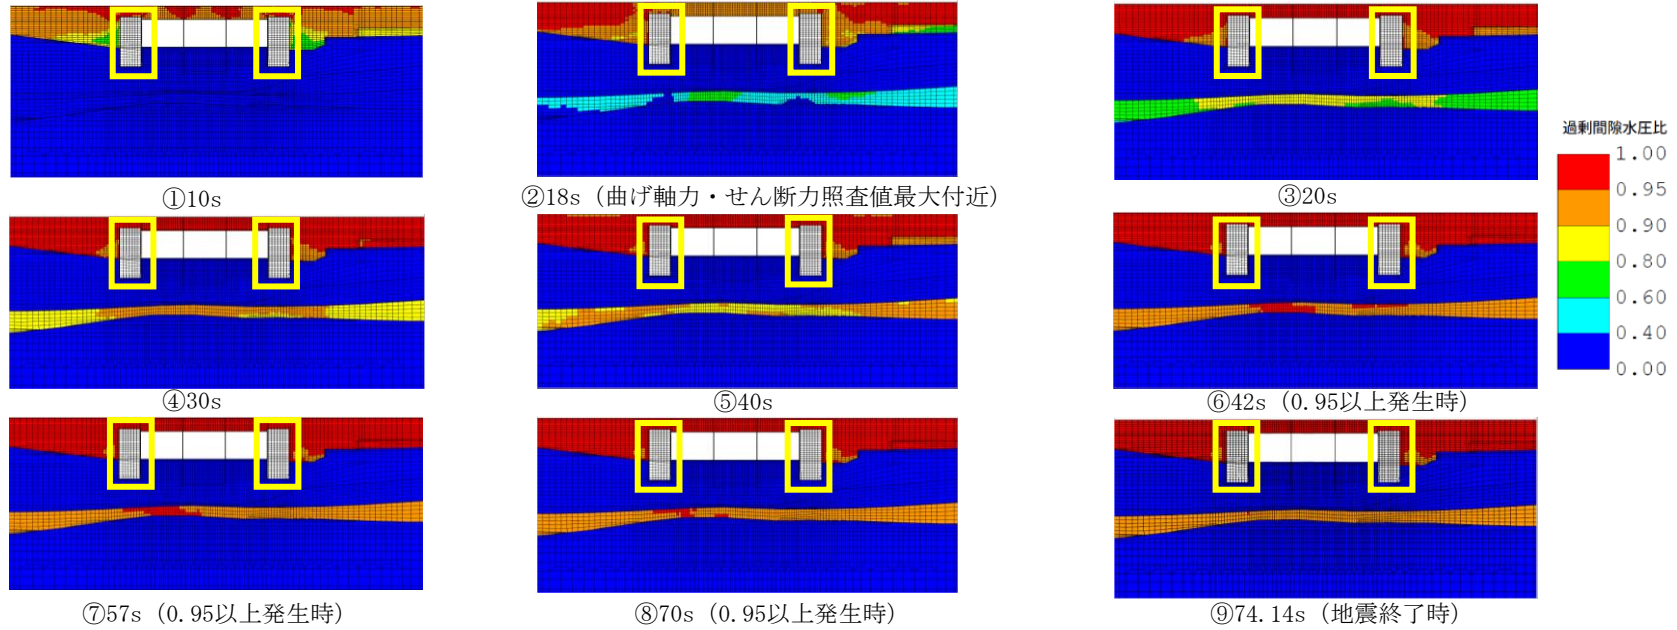 ①10s
②18s (曲げ軸力・せん断力照査値最大付近)
③20s
過剰間隙水圧比
1.00
0.95
0.90
0.80
0.60
0.40
0.00
④30s
⑤40s
⑥42s (0.95以上発生時)
⑦57s (0.95以上発生時)
⑧70s (0.95以上発生時)
⑨74.14s (地震終了時)